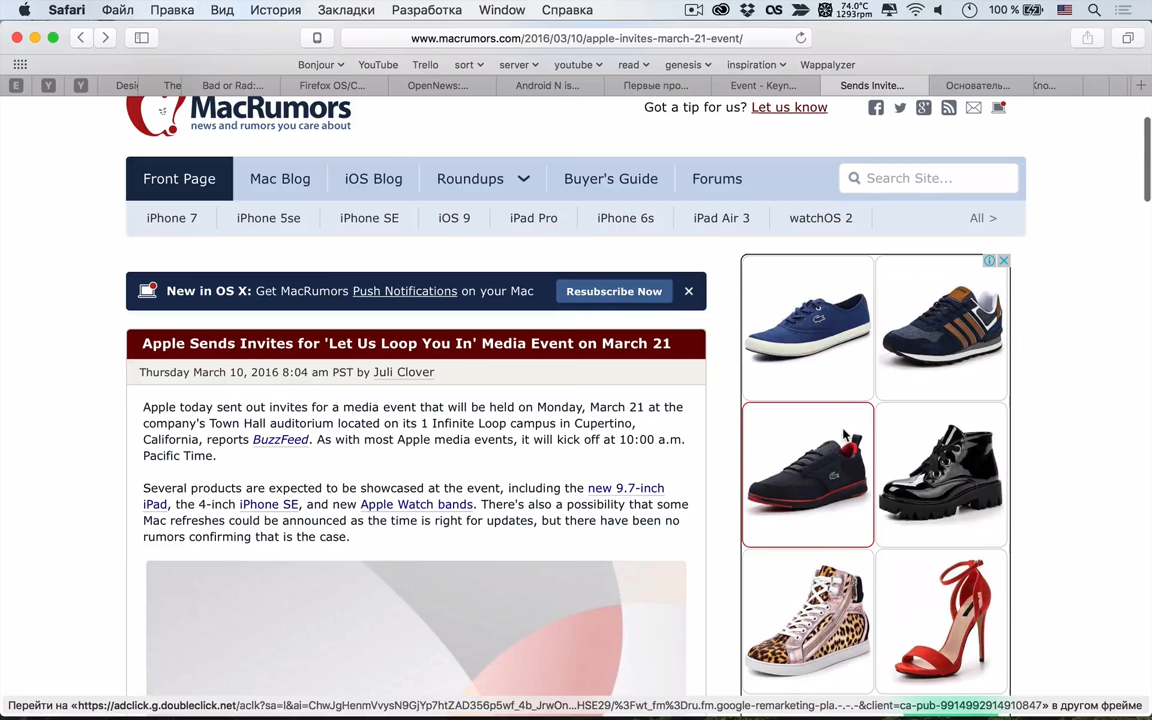 Safari Файл Правка Вид История Закладки Разработка Window Справка 74.0°C 1293rpm 100 %
www.macrumors.com/2016/03/10/apple-invites-march-21-event/
Bonjour YouTube Trello sort server youtube read genesis inspiration Wappalyzer
E Y Y Desi The Bad or Rad:... Firefox OS/C... OpenNews:... Android N is... Первые про... Event - Keyn... Sends Invite... Основатель... Kno...
MacRumors
news and rumors you care about
Got a tip for us? Let us know
Front Page Mac Blog iOS Blog Roundups Buyer's Guide Forums Search Site...
iPhone 7 iPhone 5se iPhone SE iOS 9 iPad Pro iPhone 6s iPad Air 3 watchOS 2 All >
New in OS X: Get MacRumors Push Notifications on your Mac Resubscribe Now
Apple Sends Invites for 'Let Us Loop You In' Media Event on March 21
Thursday March 10, 2016 8:04 am PST by Juli Clover
Apple today sent out invites for a media event that will be held on Monday, March 21 at the
company's Town Hall auditorium located on its 1 Infinite Loop campus in Cupertino,
California, reports BuzzFeed. As with most Apple media events, it will kick off at 10:00 a.m.
Pacific Time.
Several products are expected to be showcased at the event, including the new 9.7-inch
iPad, the 4-inch iPhone SE, and new Apple Watch bands. There's also a possibility that some
Mac refreshes could be announced as the time is right for updates, but there have been no
rumors confirming that is the case.
Перейти на «https://adclick.g.doubleclick.net/aclk?sa=l&ai=ChwJgHenmVvysN9GjYp7htZAD356p5wf_4b_JrwOn...HSE29/%3Fwt_fm%3Dru.fm.google-remarketing-pla.-.-.-&client=ca-pub-9914992914910847» в другом фрейме